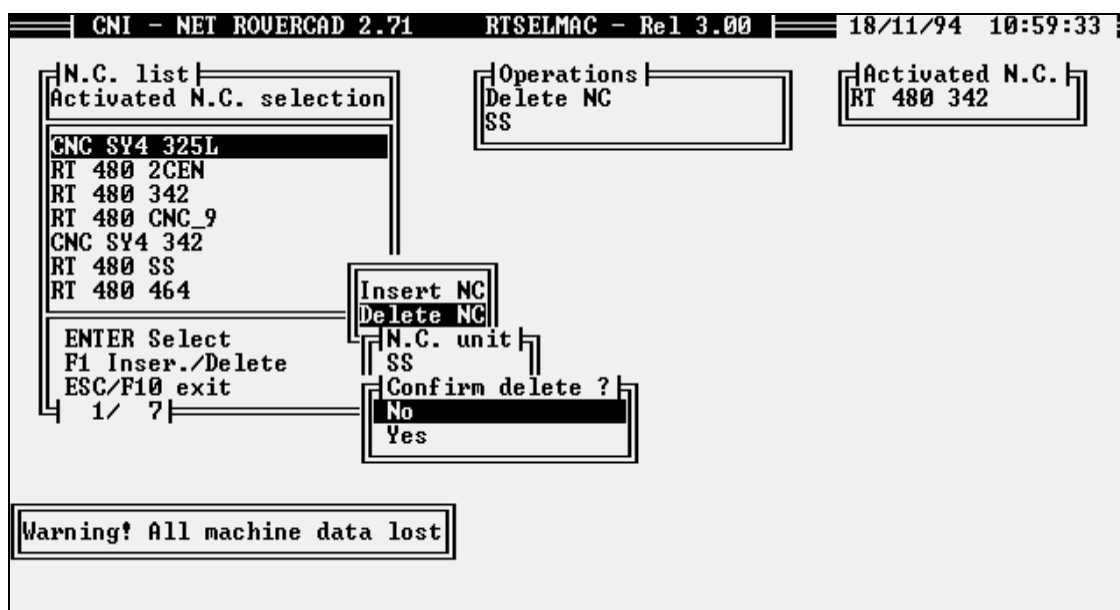 CNI - NET ROVERCAD 2.71 RTSELMAC - Rel 3.00 18/11/94 10:59:33
N.C. list
Activated N.C. selection
Operations
Delete NC
SS
Activated N.C.
RT 480 342
CNC SY4 325L
RT 480 2CEN
RT 480 342
RT 480 CNC_9
CNC SY4 342
RT 480 SS
RT 480 464
Insert NC
Delete NC
ENTER Select
F1 Inser./Delete
ESC/F10 exit
1/ 7
N.C. unit
SS
Confirm delete ?
No
Yes
Warning! All machine data lost